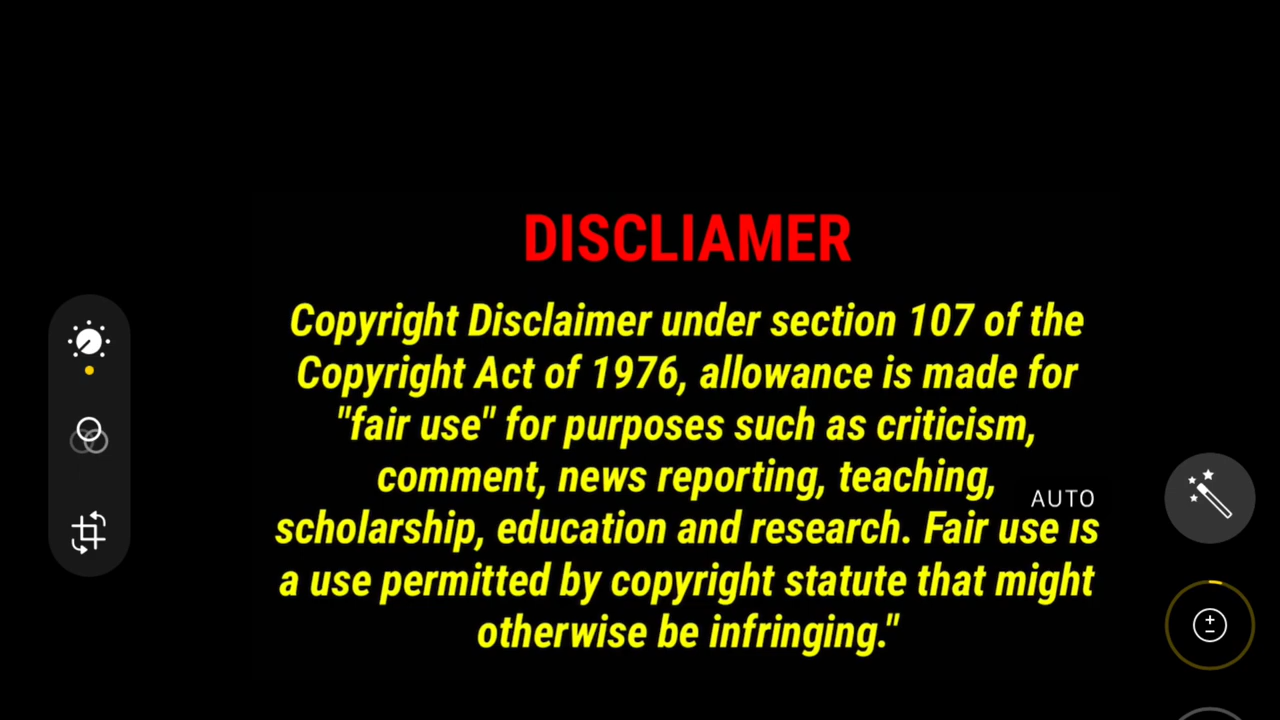 DISCLIAMER
Copyright Disclaimer under section 107 of the
Copyright Act of 1976, allowance is made for
"fair use" for purposes such as criticism,
comment, news reporting, teaching,
AUTO
scholarship, education and research. Fair use is
a use permitted by copyright statute that might
otherwise be infringing."